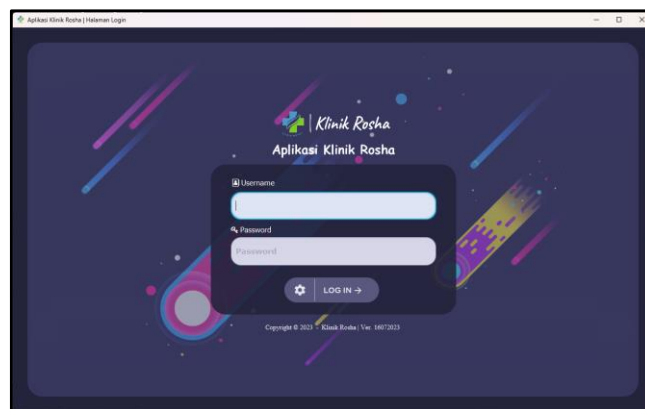 Aplikasi Klinik Rosha | Halaman Login
Klinik Rosha
Aplikasi Klinik Rosha
Username
Password
Password
LOG IN →
Copyright © 2023 - Klinik Rosha | Ver. 16072023